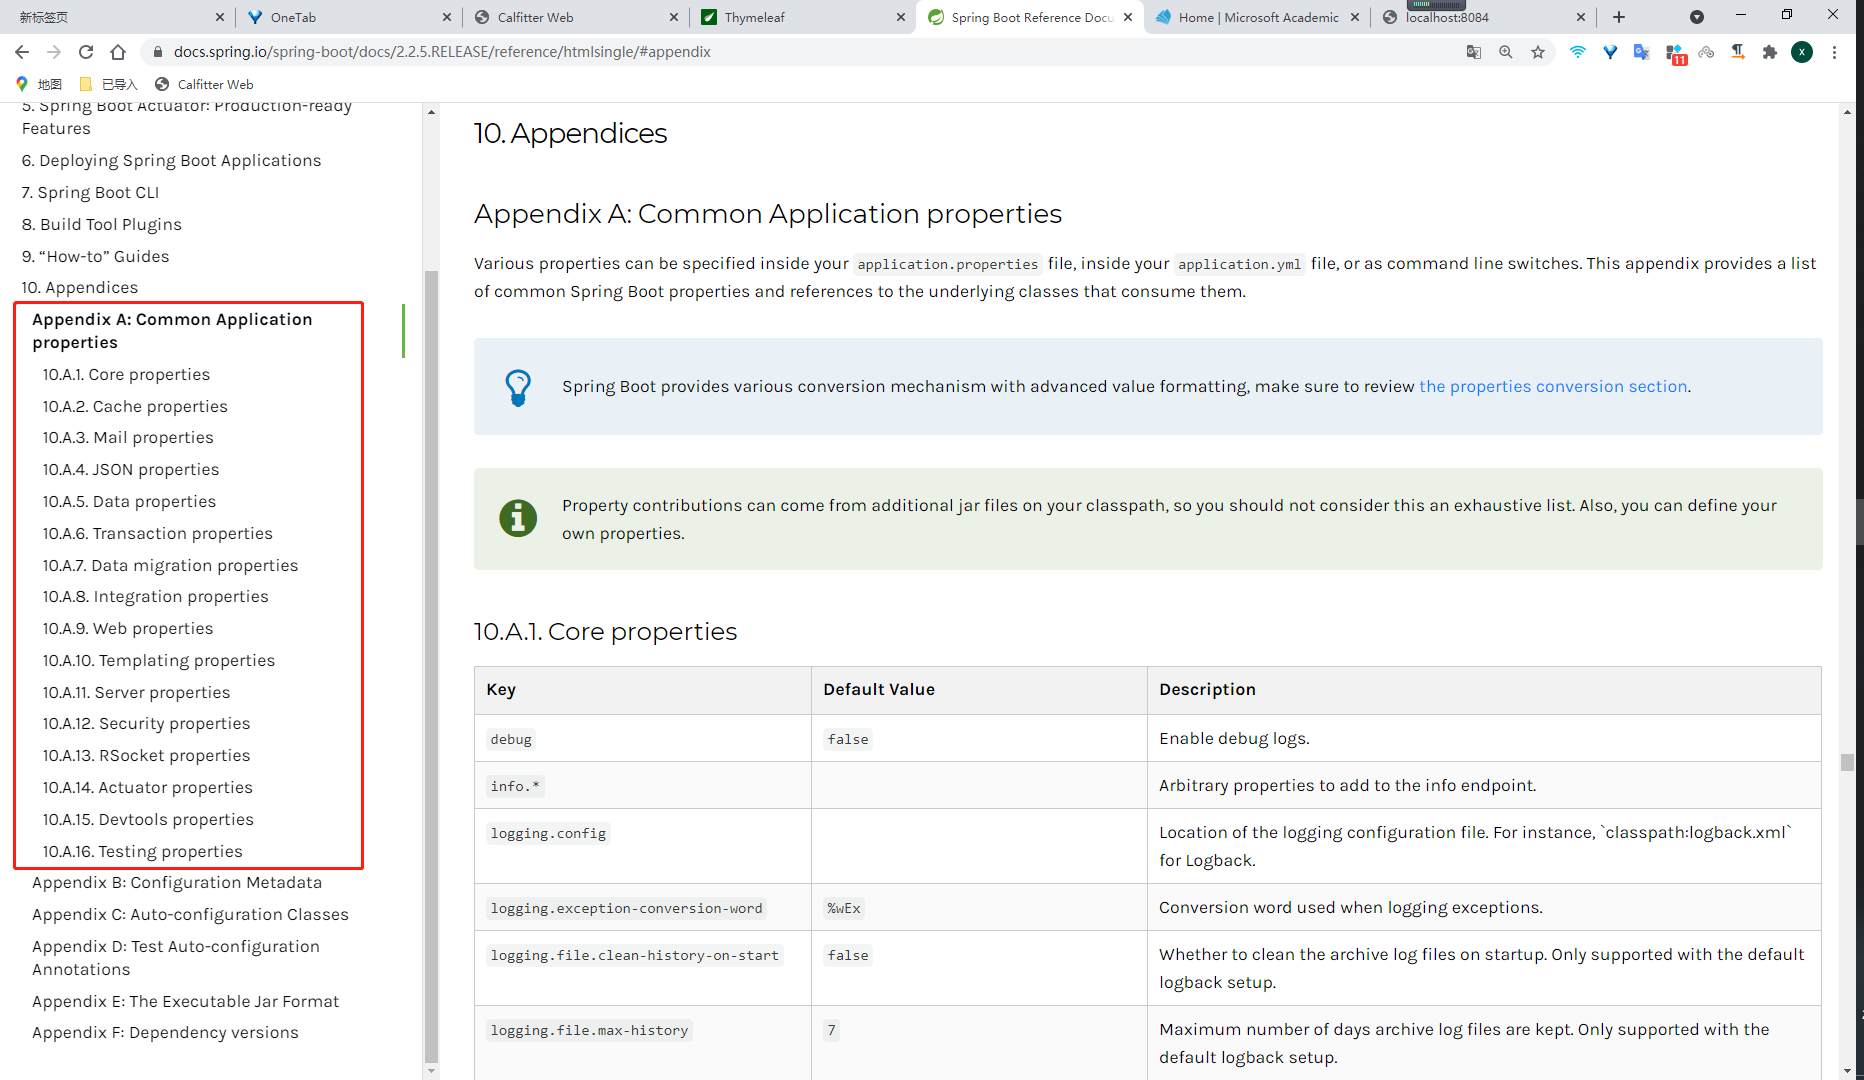 新标签页
OneTab
Calfitter Web
Thymeleaf
Spring Boot Reference Docu
Home | Microsoft Academic
localhost:8084
docs.spring.io/spring-boot/docs/2.2.5.RELEASE/reference/htmlsingle/#appendix
11
X
地图
已导入
Calfitter Web
5. Spring Boot Actuator: Production-ready
Features
6. Deploying Spring Boot Applications
7. Spring Boot CLI
8. Build Tool Plugins
9. “How-to” Guides
10. Appendices
Appendix A: Common Application
properties
10.A.1. Core properties
10.A.2. Cache properties
10.A.3. Mail properties
10.A.4. JSON properties
10.A.5. Data properties
10.A.6. Transaction properties
10.A.7. Data migration properties
10.A.8. Integration properties
10.A.9. Web properties
10.A.10. Templating properties
10.A.11. Server properties
10.A.12. Security properties
10.A.13. RSocket properties
10.A.14. Actuator properties
10.A.15. Devtools properties
10.A.16. Testing properties
Appendix B: Configuration Metadata
Appendix C: Auto-configuration Classes
Appendix D: Test Auto-configuration
Annotations
Appendix E: The Executable Jar Format
Appendix F: Dependency versions
10. Appendices
Appendix A: Common Application properties
Various properties can be specified inside your application.properties file, inside your application.yml file, or as command line switches. This appendix provides a list
of common Spring Boot properties and references to the underlying classes that consume them.
Spring Boot provides various conversion mechanism with advanced value formatting, make sure to review the properties conversion section.
Property contributions can come from additional jar files on your classpath, so you should not consider this an exhaustive list. Also, you can define your
own properties.
10.A.1. Core properties
Key Default Value Description
debug false Enable debug logs.
info.* Arbitrary properties to add to the info endpoint.
logging.config Location of the logging configuration file. For instance, `classpath:logback.xml`
for Logback.
logging.exception-conversion-word %wEx Conversion word used when logging exceptions.
logging.file.clean-history-on-start false Whether to clean the archive log files on startup. Only supported with the default
logback setup.
logging.file.max-history 7 Maximum number of days archive log files are kept. Only supported with the
default logback setup.